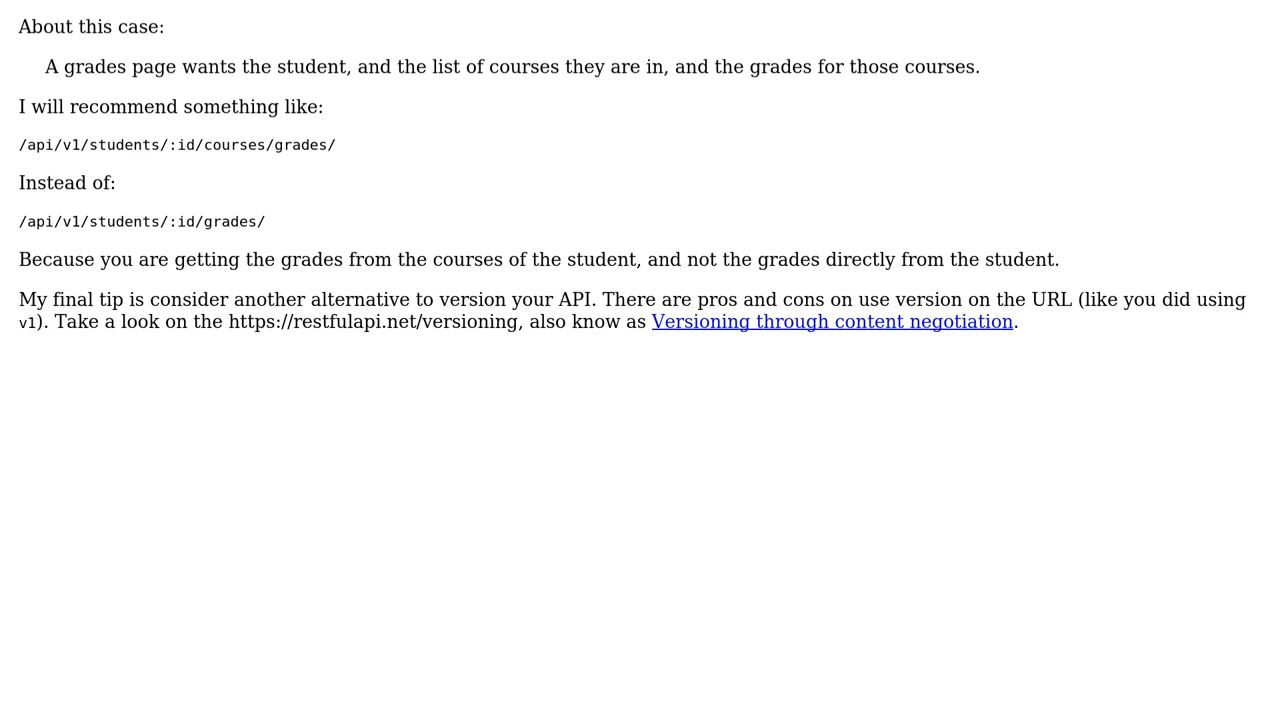 About this case:
A grades page wants the student, and the list of courses they are in, and the grades for those courses.
I will recommend something like:
/api/v1/students/:id/courses/grades/
Instead of:
/api/v1/students/:id/grades/
Because you are getting the grades from the courses of the student, and not the grades directly from the student.
My final tip is consider another alternative to version your API. There are pros and cons on use version on the URL (like you did using
v1). Take a look on the https://restfulapi.net/versioning, also know as Versioning through content negotiation.